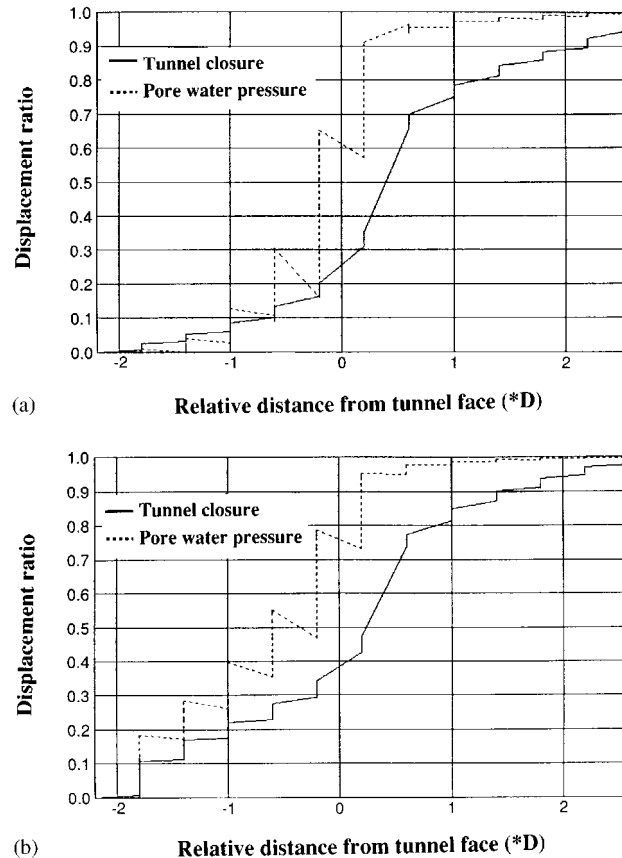 1.0
0.9
0.8
0.7
0.6
0.5
0.4
0.3
0.2
0.1
0.0
Displacement ratio
Tunnel closure
Pore water pressure
-2 -1 0 1 2
(a) Relative distance from tunnel face (*D)
1.0
0.9
0.8
0.7
0.6
0.5
0.4
0.3
0.2
0.1
0.0
Displacement ratio
Tunnel closure
Pore water pressure
-2 -1 0 1 2
(b) Relative distance from tunnel face (*D)